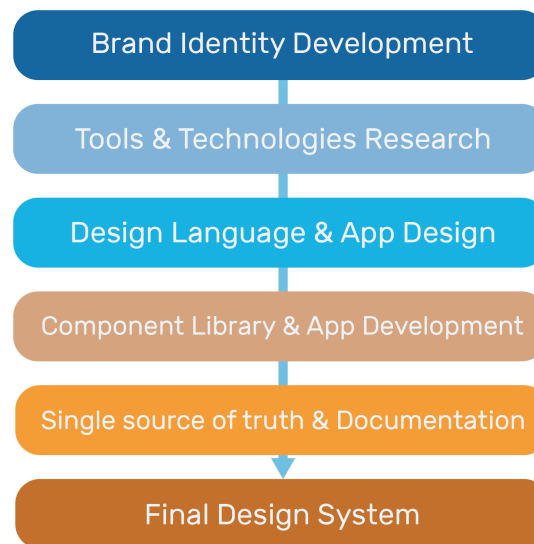 Brand Identity Development
Tools & Technologies Research
Design Language & App Design
Component Library & App Development
Single source of truth & Documentation
Final Design System